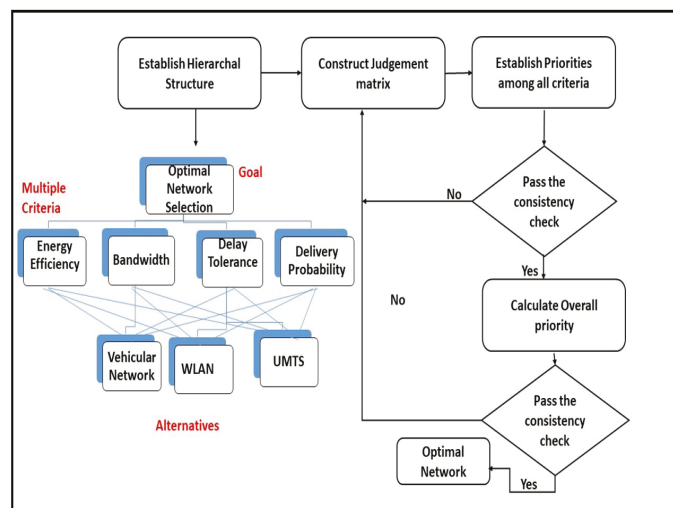 Establish Hierarchal
Structure
Construct Judgement
matrix
Establish Priorities
among all criteria
Optimal
Network
Selection
Goal
Multiple
Criteria
Energy
Efficiency
Bandwidth
Delay
Tolerance
Delivery
Probability
Vehicular
Network
WLAN
UMTS
Alternatives
Pass the
consistency
check
No
Yes
Calculate Overall
priority
No
Pass the
consistency
check
Yes
Optimal
Network